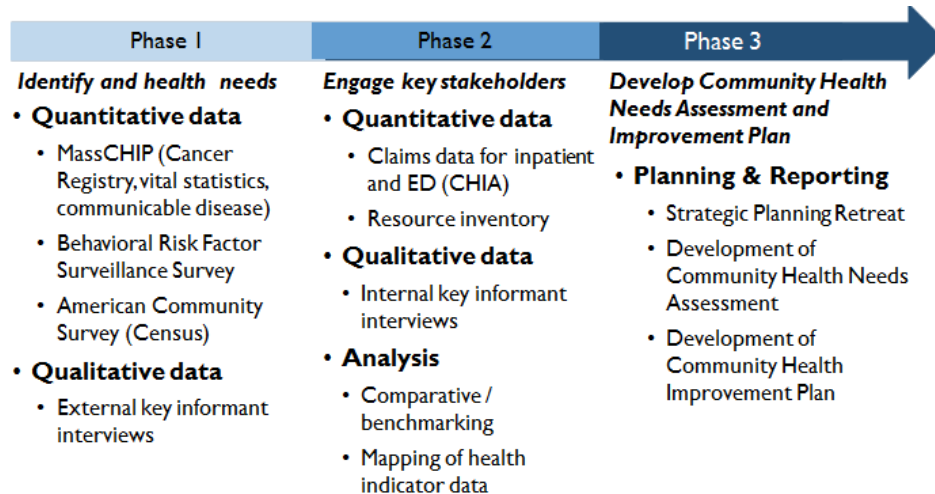 Phase 1
Identify and health needs
• Quantitative data
• MassCHIP (Cancer
Registry, vital statistics,
communicable disease)
• Behavioral Risk Factor
Surveillance Survey
• American Community
Survey (Census)
• Qualitative data
• External key informant
interviews
Phase 2
Engage key stakeholders
• Quantitative data
• Claims data for inpatient
and ED (CHIA)
• Resource inventory
• Qualitative data
• Internal key informant
interviews
• Analysis
• Comparative /
benchmarking
• Mapping of health
indicator data
Phase 3
Develop Community Health
Needs Assessment and
Improvement Plan
• Planning & Reporting
• Strategic Planning Retreat
• Development of
Community Health Needs
Assessment
• Development of
Community Health
Improvement Plan